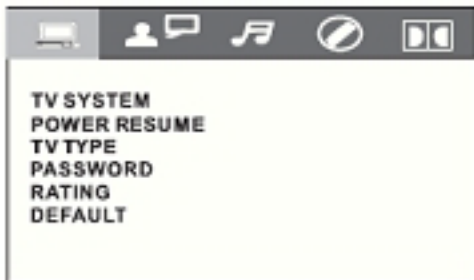 TV SYSTEM
POWER RESUME
TV TYPE
PASSWORD
RATING
DEFAULT